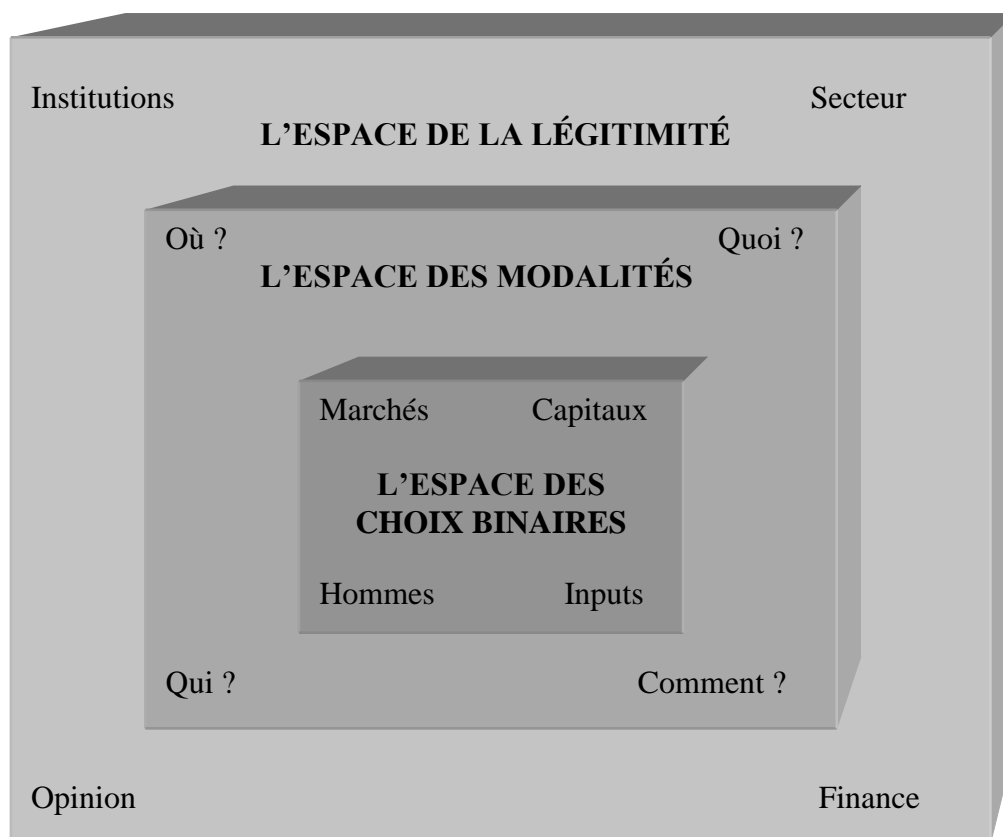 Institutions Secteur
L’ESPACE DE LA LÉGITIMITÉ
Où ? Quoi ?
L’ESPACE DES MODALITÉS
Marchés Capitaux
L’ESPACE DES
CHOIX BINAIRES
Hommes Inputs
Qui ? Comment ?
Opinion Finance